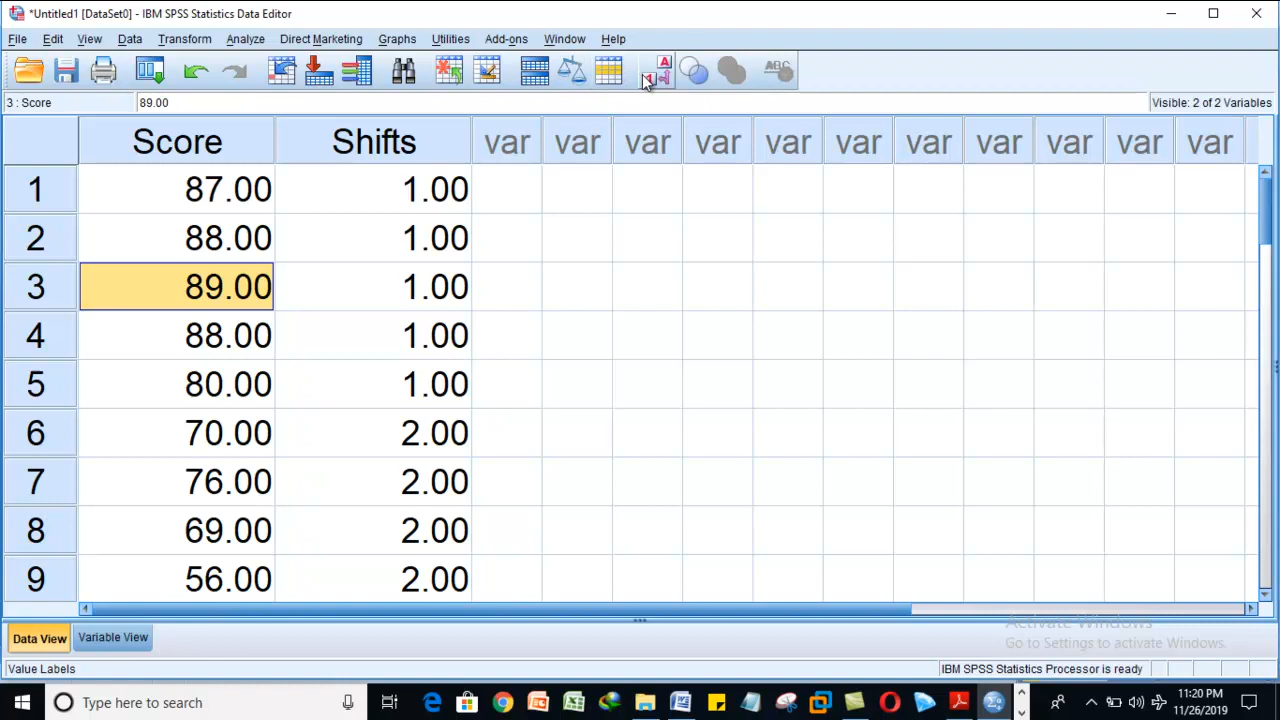 *Untitled1 [DataSet0] - IBM SPSS Statistics Data Editor
File Edit View Data Transform Analyze Direct Marketing Graphs Utilities Add-ons Window Help
A
1
ABC
3 : Score 89.00 Visible: 2 of 2 Variables
Score Shifts var var var var var var var var var var var
1 87.00 1.00
2 88.00 1.00
3 89.00 1.00
4 88.00 1.00
5 80.00 1.00
6 70.00 2.00
7 76.00 2.00
8 69.00 2.00
9 56.00 2.00
Activate Windows
Go to Settings to activate Windows.
Data View Variable View
Value Labels IBM SPSS Statistics Processor is ready
Type here to search
11:20 PM
11/26/2019